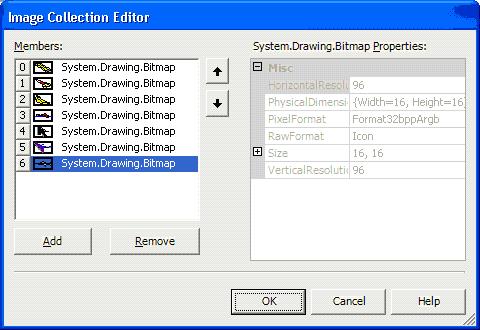 Image Collection Editor
Members:
0 System.Drawing.Bitmap
1 System.Drawing.Bitmap
2 System.Drawing.Bitmap
3 System.Drawing.Bitmap
4 System.Drawing.Bitmap
5 System.Drawing.Bitmap
6 System.Drawing.Bitmap
Add Remove
System.Drawing.Bitmap Properties:
Misc
HorizontalResolu 96
PhysicalDimensio {Width=16, Height=16}
PixelFormat Format32bppArgb
RawFormat Icon
Size 16, 16
VerticalResolutio 96
OK Cancel Help